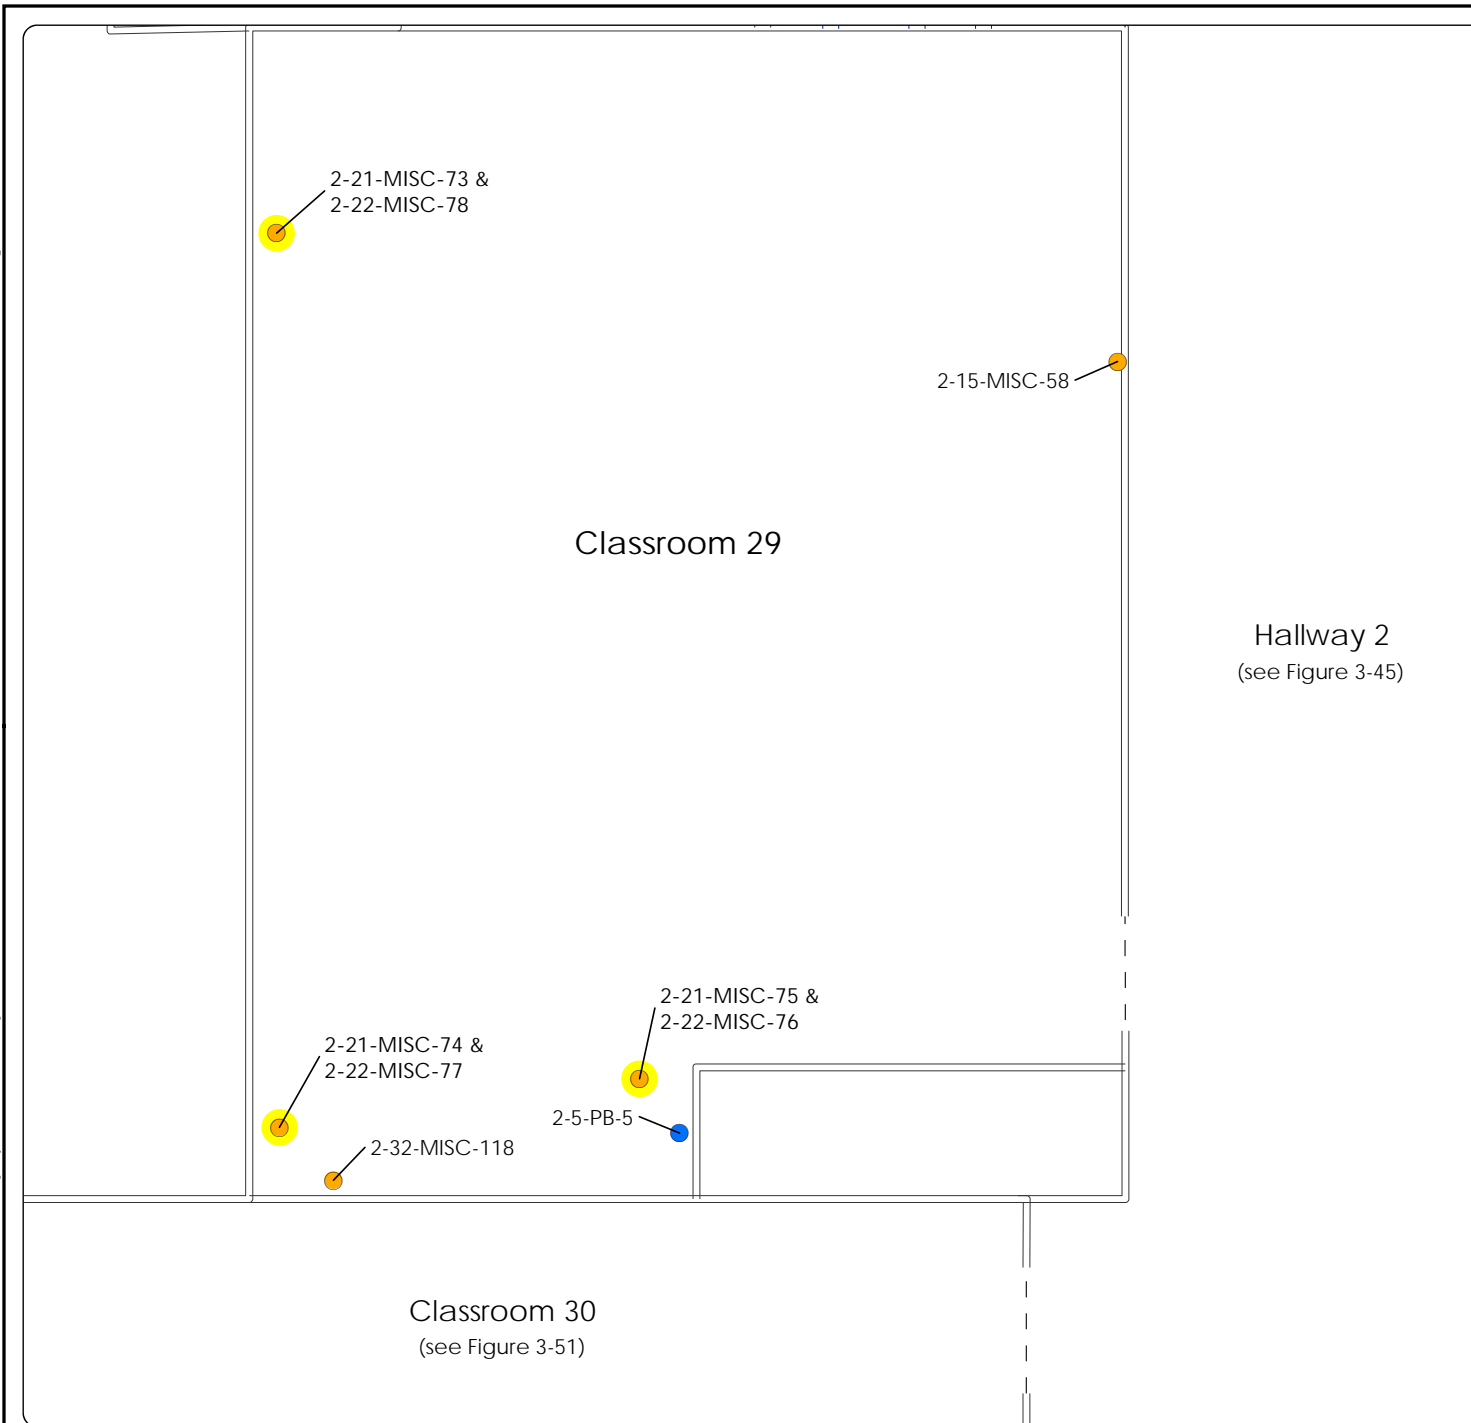 2-21-MISC-73 &
2-22-MISC-78
2-15-MISC-58
Classroom 29
Hallway 2
(see Figure 3-45)
2-21-MISC-75 &
2-22-MISC-76
2-21-MISC-74 &
2-22-MISC-77
2-5-PB-5
2-32-MISC-118
Classroom 30
(see Figure 3-51)